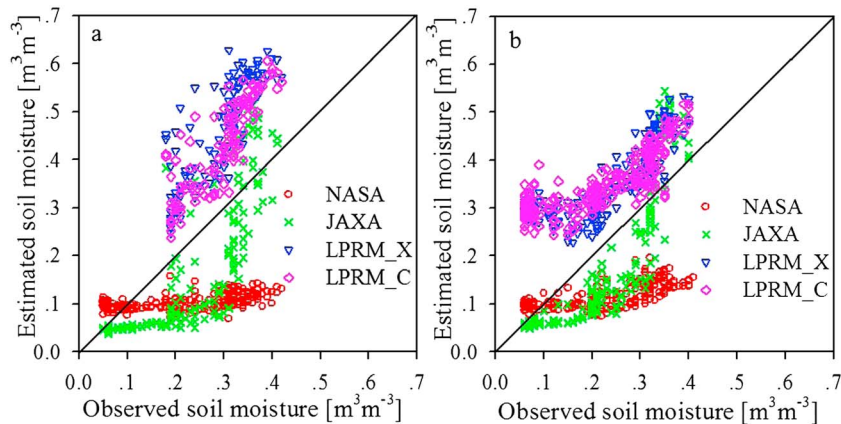 a
Estimated soil moisture [m³m⁻³]
.7
.6
.5
.4
.3
.2
.1
0.0
NASA
JAXA
LPRM_X
LPRM_C
0.0 .1 .2 .3 .4 .5 .6 .7
Observed soil moisture [m³m⁻³]
b
Estimated soil moisture [m³m⁻³]
.7
.6
.5
.4
.3
.2
.1
0.0
NASA
JAXA
LPRM_X
LPRM_C
0.0 .1 .2 .3 .4 .5 .6 .7
Observed soil moisture [m³m⁻³]